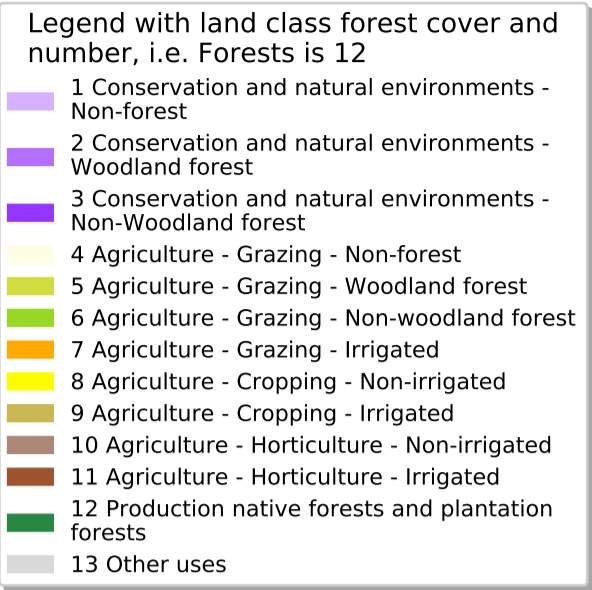 Legend with land class forest cover and
number, i.e. Forests is 12
1 Conservation and natural environments -
Non-forest
2 Conservation and natural environments -
Woodland forest
3 Conservation and natural environments -
Non-Woodland forest
4 Agriculture - Grazing - Non-forest
5 Agriculture - Grazing - Woodland forest
6 Agriculture - Grazing - Non-woodland forest
7 Agriculture - Grazing - Irrigated
8 Agriculture - Cropping - Non-irrigated
9 Agriculture - Cropping - Irrigated
10 Agriculture - Horticulture - Non-irrigated
11 Agriculture - Horticulture - Irrigated
12 Production native forests and plantation
forests
13 Other uses